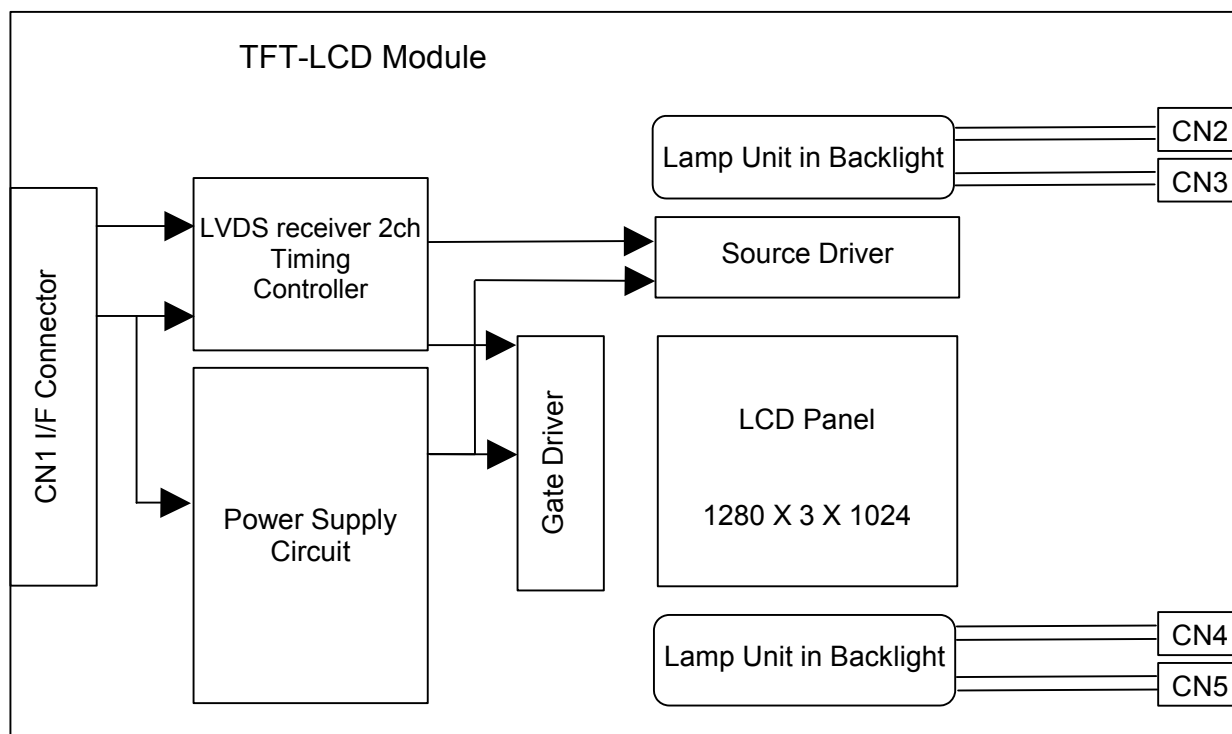 TFT-LCD Module
Lamp Unit in Backlight
CN2
CN3
CN1 I/F Connector
LVDS receiver 2ch
Timing
Controller
Source Driver
Power Supply
Circuit
Gate Driver
LCD Panel
1280 X 3 X 1024
Lamp Unit in Backlight
CN4
CN5